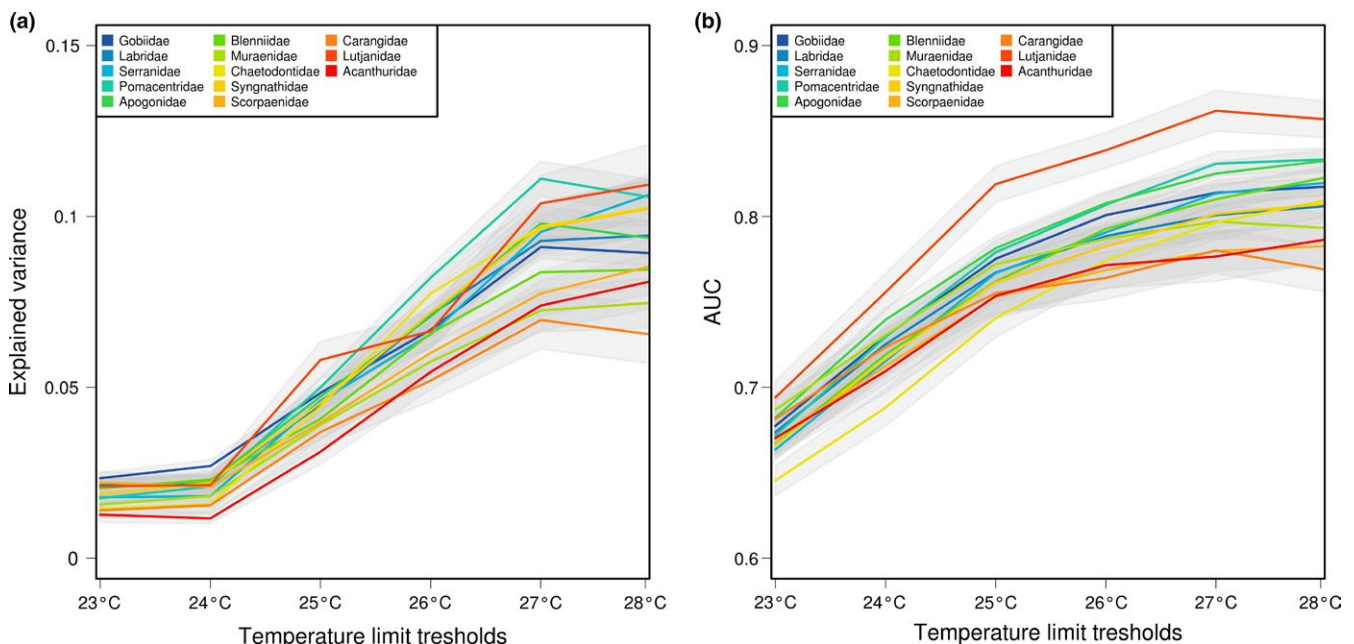 (a)
0.15
Gobiidae Blenniidae Carangidae
Labridae Muraenidae Lutjanidae
Serranidae Chaetodontidae Acanthuridae
Pomacentridae Syngnathidae
Apogonidae Scorpaenidae
0.1
0.05
0
Explained variance
23°C 24°C 25°C 26°C 27°C 28°C
Temperature limit tresholds
(b)
0.9
Gobiidae Blenniidae Carangidae
Labridae Muraenidae Lutjanidae
Serranidae Chaetodontidae Acanthuridae
Pomacentridae Syngnathidae
Apogonidae Scorpaenidae
0.8
0.7
0.6
AUC
23°C 24°C 25°C 26°C 27°C 28°C
Temperature limit tresholds